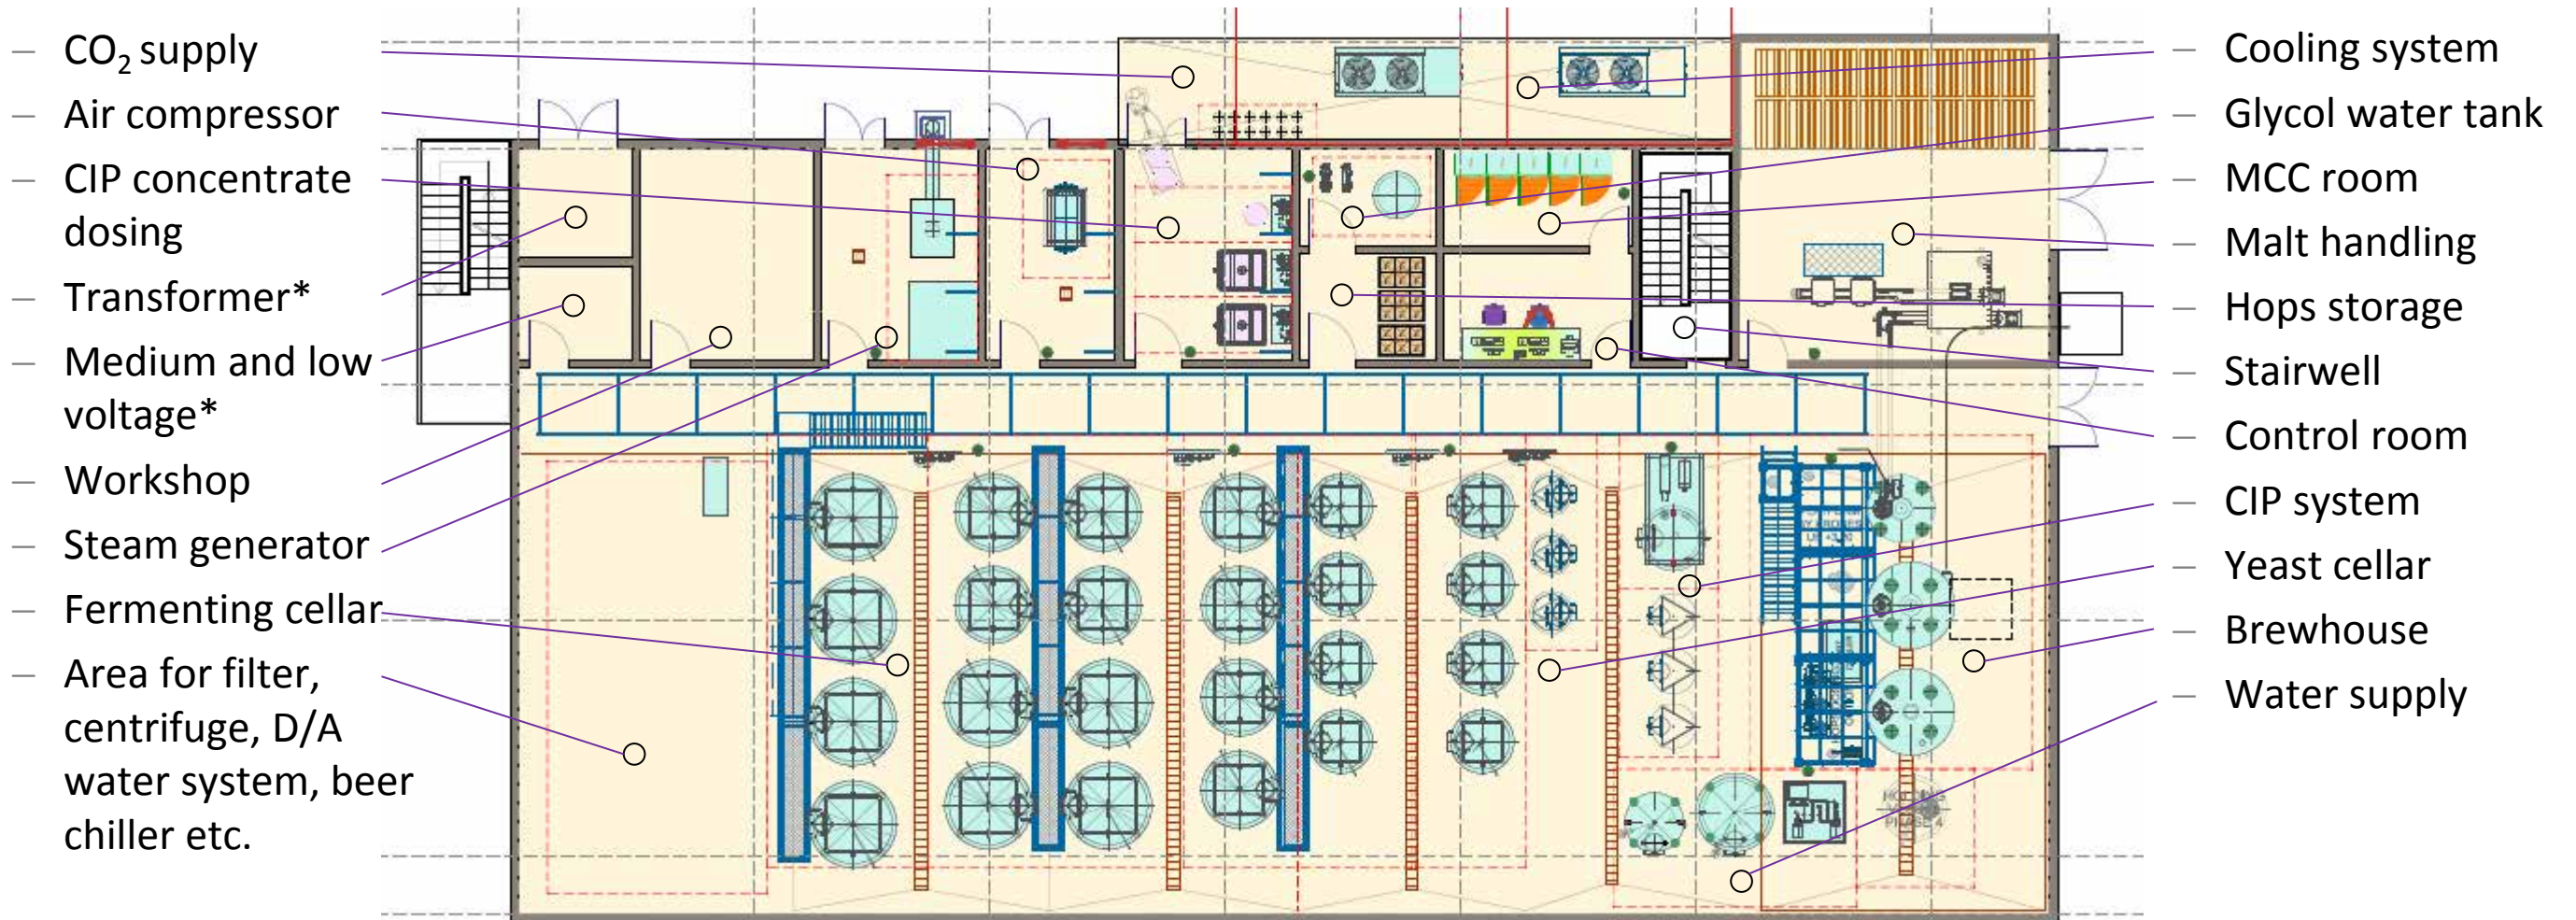 — CO₂ supply
— Air compressor
— CIP concentrate
dosing
— Transformer*
— Medium and low
voltage*
— Workshop
— Steam generator
— Fermenting cellar
— Area for filter,
centrifuge, D/A
water system, beer
chiller etc.
— Cooling system
— Glycol water tank
— MCC room
— Malt handling
— Hops storage
— Stairwell
— Control room
— CIP system
— Yeast cellar
— Brewhouse
— Water supply
PHASE 4